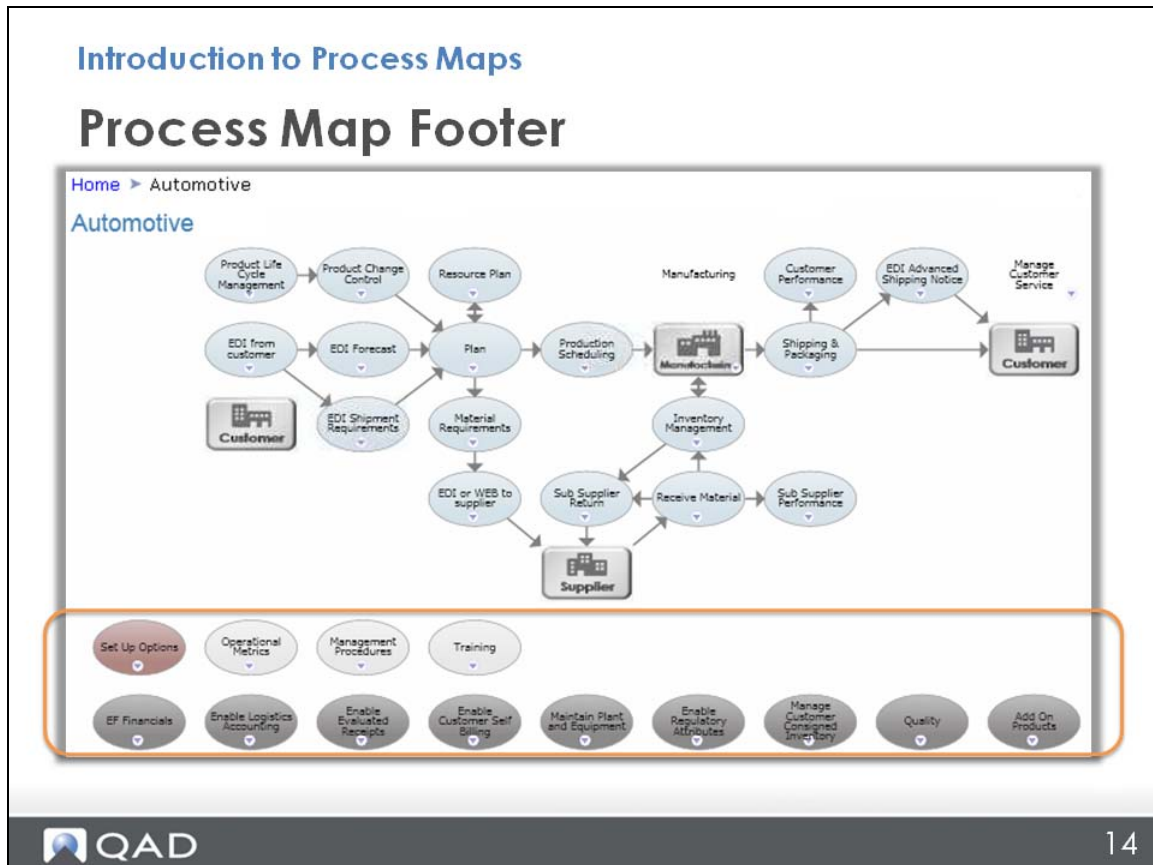 Introduction to Process Maps
Process Map Footer
Home ➤ Automotive
Automotive
Product Life
Cycle
Management
Product Change
Control
Resource Plan
Manufacturing
Customer
Performance
EDI Advanced
Shipping Notice
Manage
Customer
Service
EDI from
customer
EDI Forecast
Plan
Production
Scheduling
Shipping &
Packaging
Customer
Customer
EDI Shipment
Requirements
Material
Requirements
Inventory
Management
EDI or WEB to
supplier
Sub Supplier
Return
Receive Material
Sub Supplier
Performance
Supplier
Set Up Options
Operational
Metrics
Management
Procedures
Training
EF Financials
Enable Logistics
Accounting
Enable
Evaluated
Receipts
Enable
Customer Self
Billing
Maintain Plant
and Equipment
Enable
Regulatory
Attributes
Manage
Customer
Consigned
Inventory
Quality
Add On
Products
QAD
14